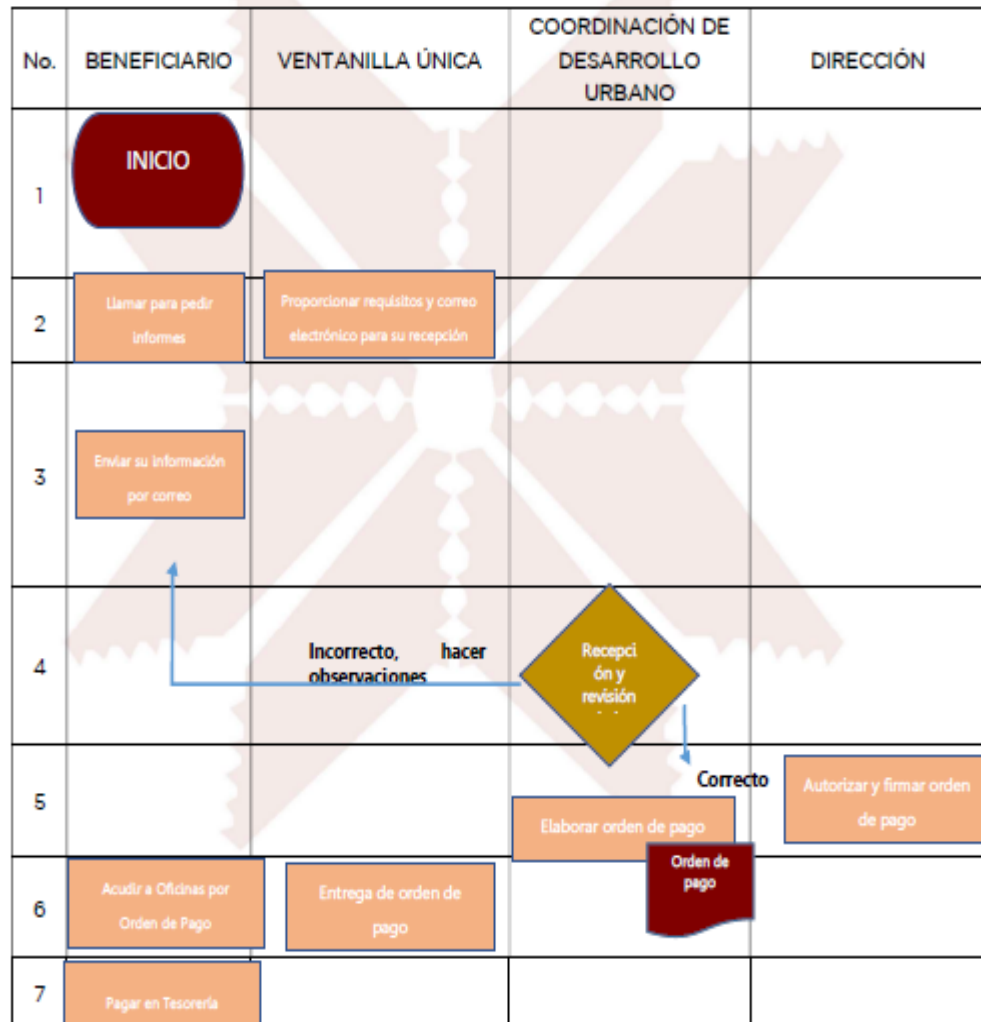 No.
BENEFICIARIO
VENTANILLA ÚNICA
COORDINACIÓN DE
DESARROLLO
URBANO
DIRECCIÓN
1
INICIO
2
Llamar para pedir
informes
Proporcionar requisitos y correo
electrónico para su recepción
3
Enviar su información
por correo
4
Incorrecto, hacer
observaciones
Recepci
ón y
revisión
5
Correcto
Elaborar orden de pago
Autorizar y firmar orden
de pago
6
Acudir a Oficinas por
Orden de Pago
Entrega de orden de
pago
Orden de
pago
7
Pagar en Tesorería